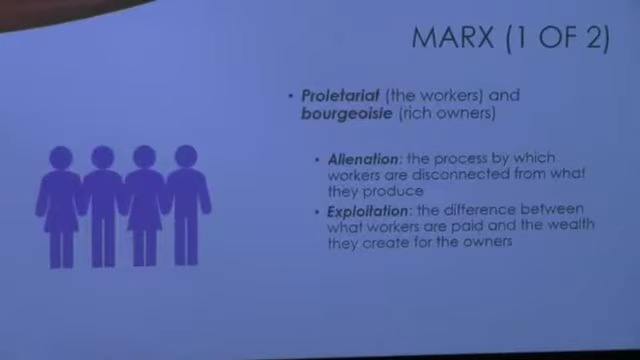 MARX (1 OF 2)
• Proletariat (the workers) and
bourgeoisie (rich owners)
• Alienation: the process by which
workers are disconnected from what
they produce
• Exploitation: the difference between
what workers are paid and the wealth
they create for the owners